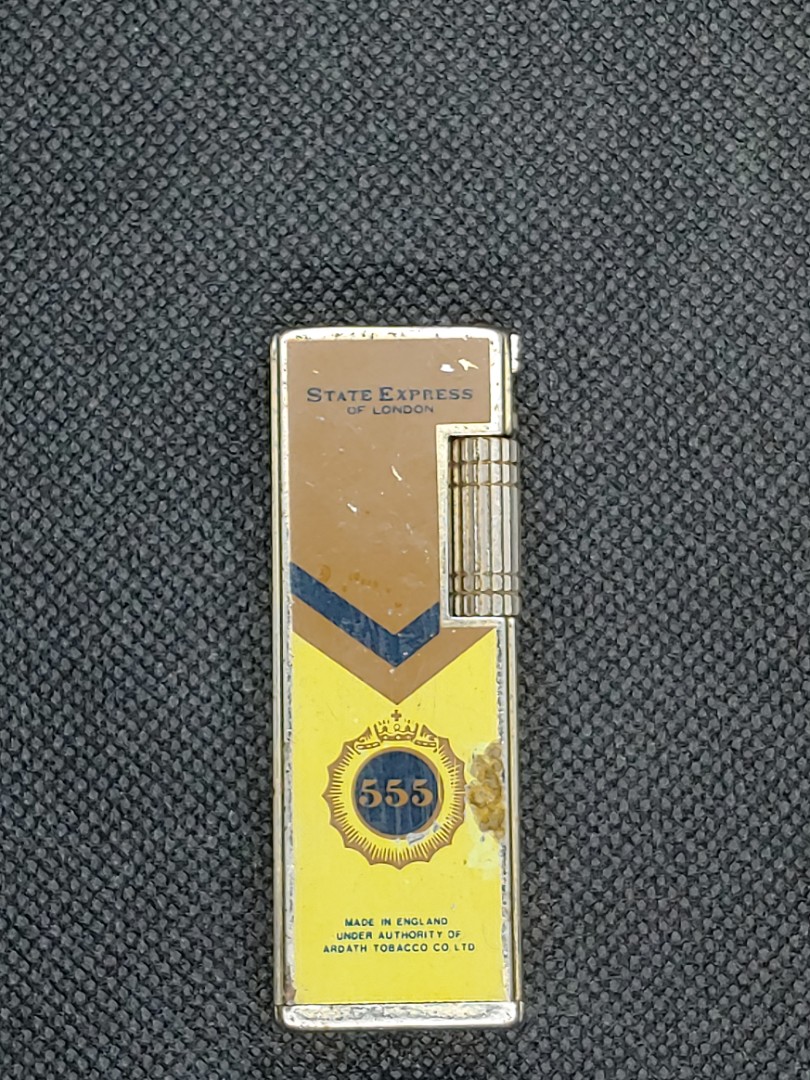 STATE EXPRESS
OF LONDON
555
MADE IN ENGLAND
UNDER AUTHORITY OF
ARDATH TOBACCO CO LTD